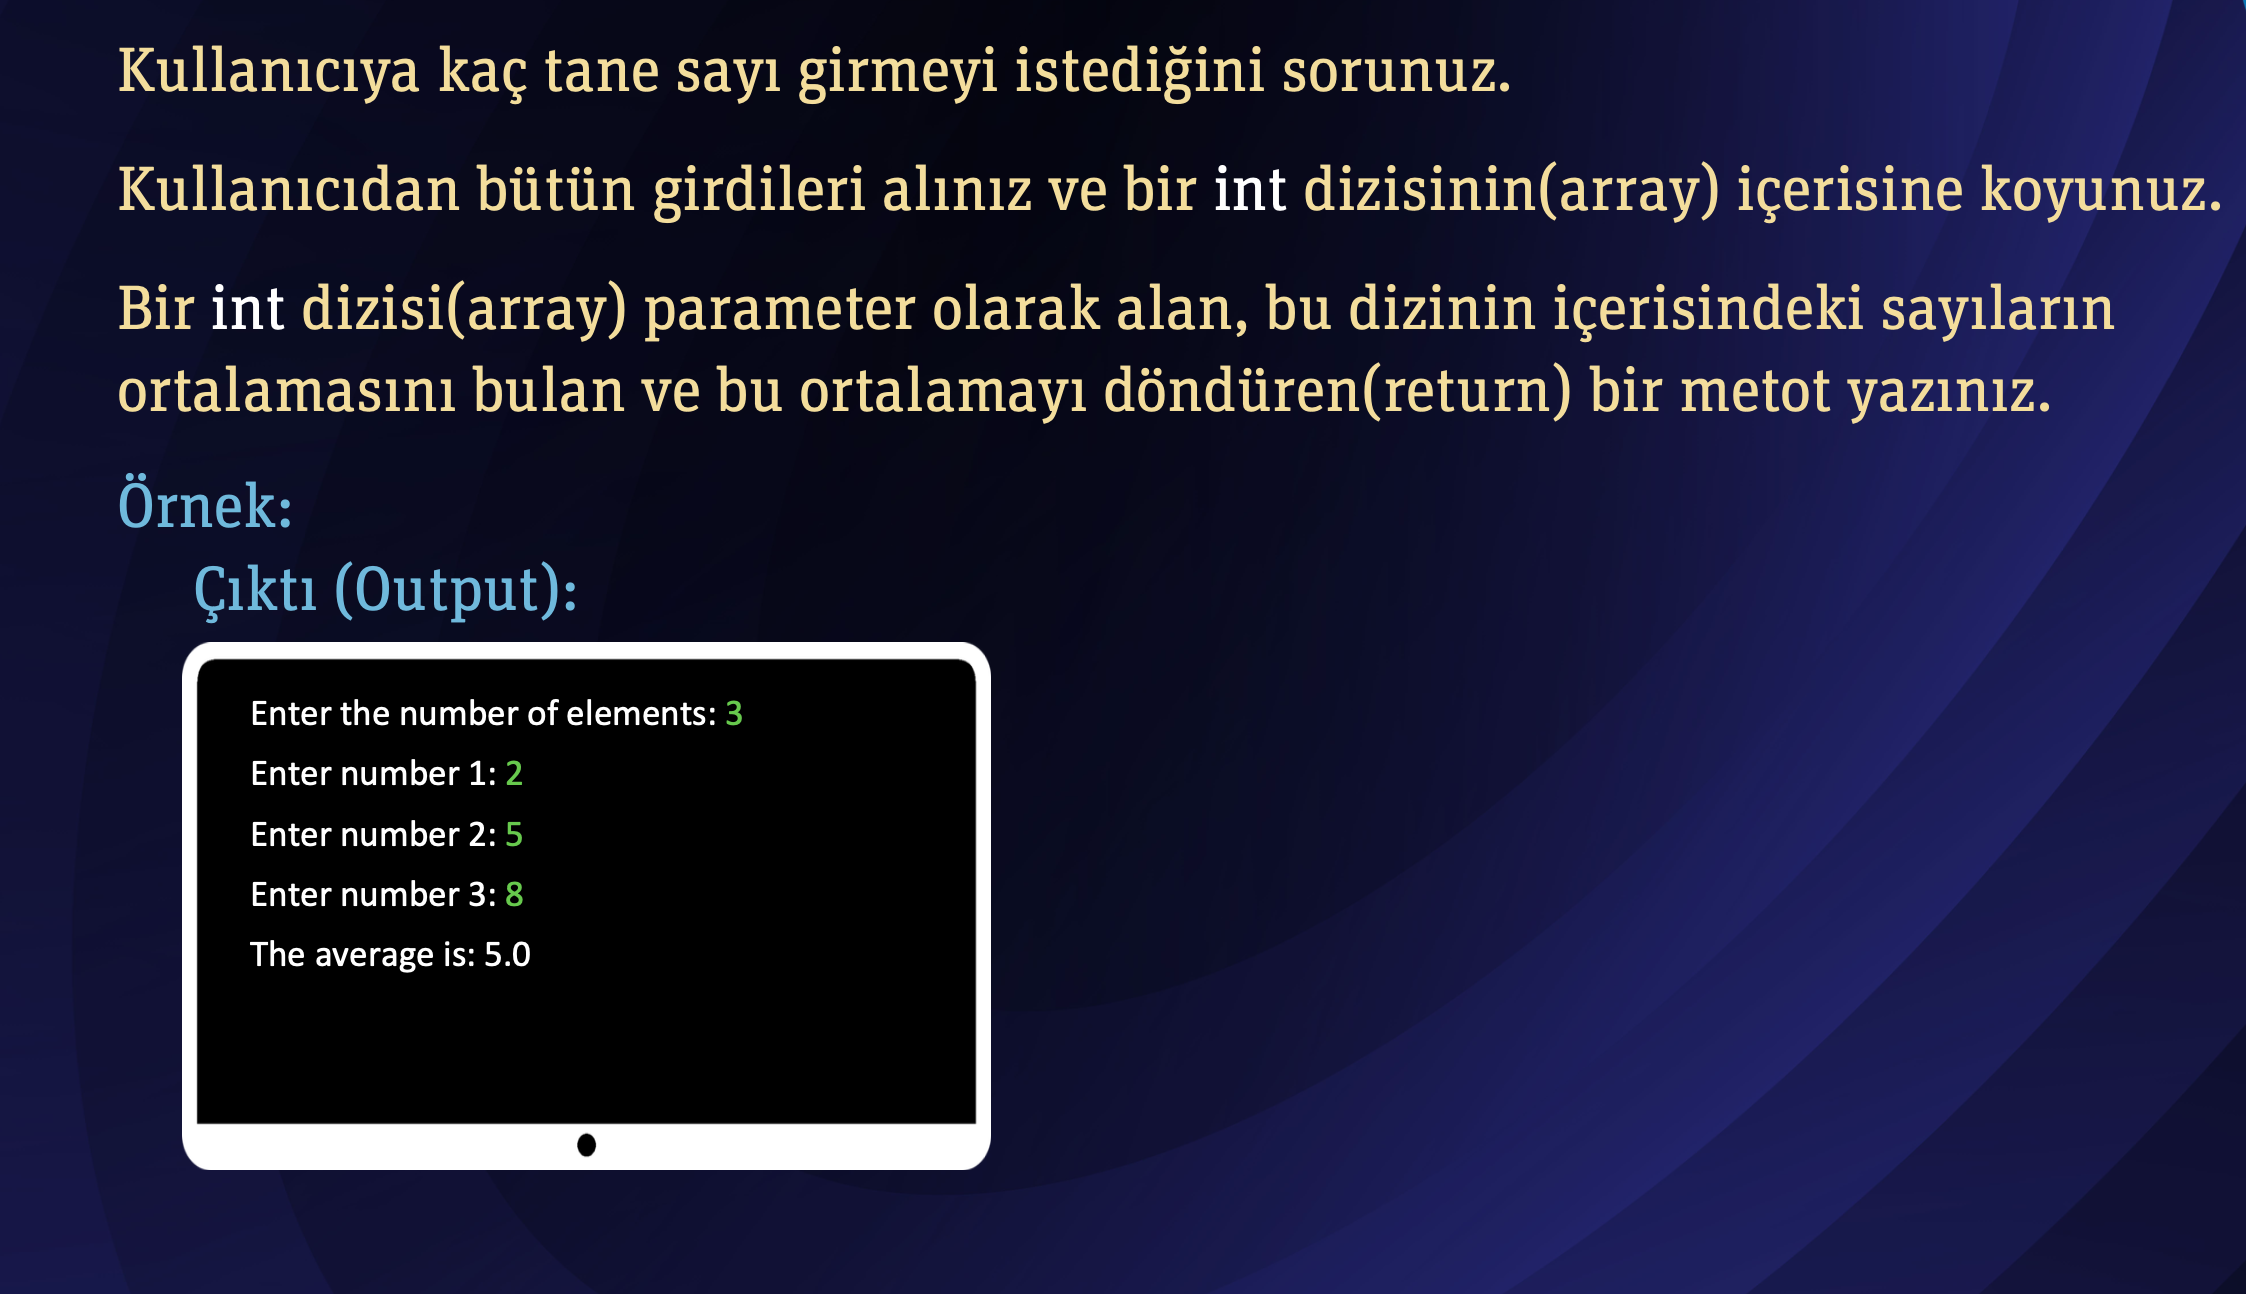 Kullanıcıya kaç tane sayı girmeyi istediğini sorunuz.
Kullanıcıdan bütün girdileri alınız ve bir int dizisinin(array) içerisine koyunuz.
Bir int dizisi(array) parameter olarak alan, bu dizinin içerisindeki sayıların
ortalamasını bulan ve bu ortalamayı döndüren(return) bir metot yazınız.
Örnek:
Çıktı (Output):
Enter the number of elements: 3
Enter number 1: 2
Enter number 2: 5
Enter number 3: 8
The average is: 5.0